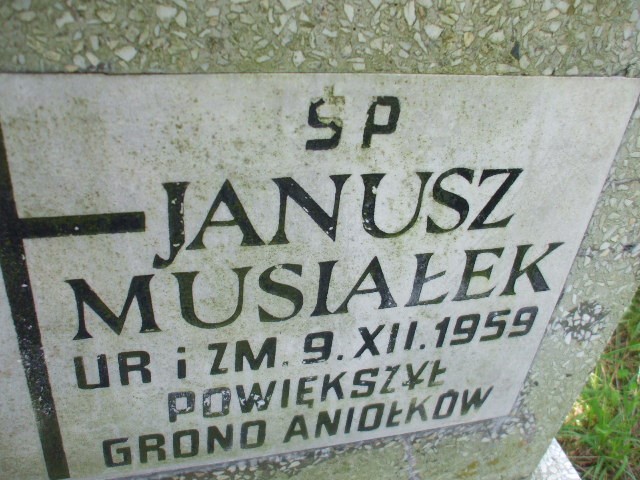 ŚP
JANUSZ
MUSIAŁEK
UR i ZM. 9. XII. 1959
POWIĘKSZYŁ
GRONO ANIOŁKÓW